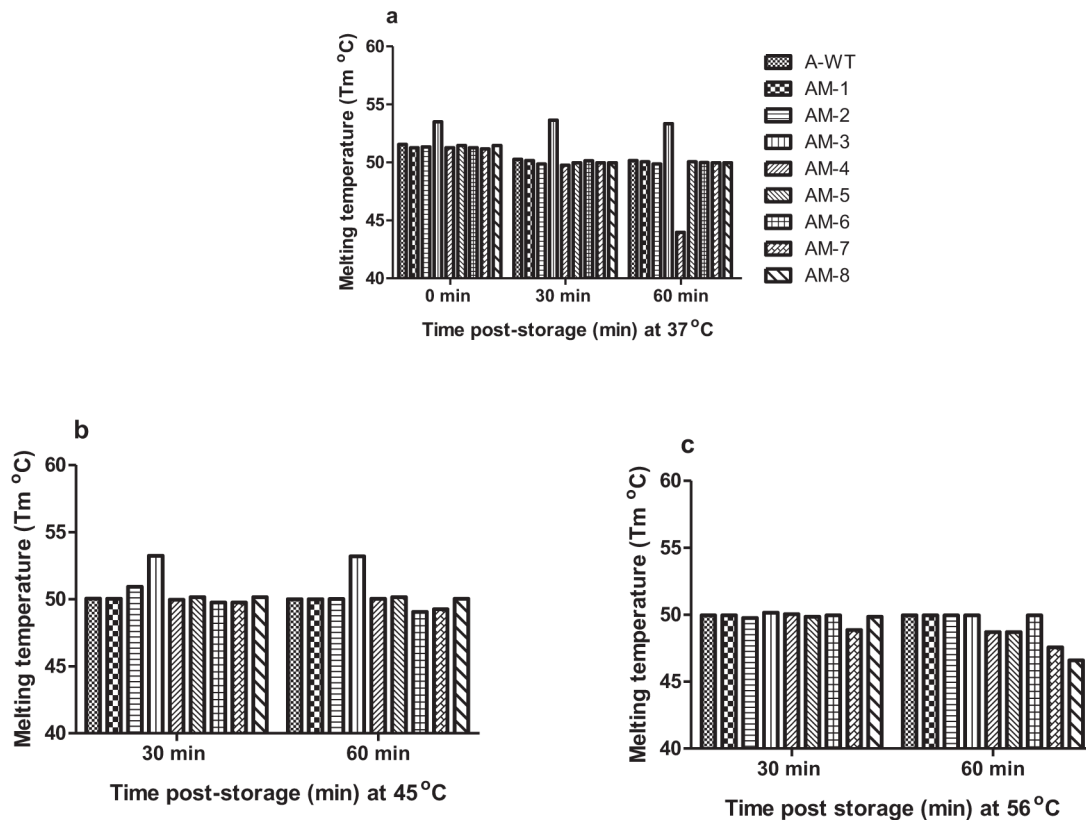 a
Melting temperature (Tm °C)
60
55
50
45
40
0 min 30 min 60 min
Time post-storage (min) at 37°C
A-WT
AM-1
AM-2
AM-3
AM-4
AM-5
AM-6
AM-7
AM-8
b
Melting temperature (Tm °C)
60
55
50
45
40
30 min 60 min
Time post-storage (min) at 45°C
c
Melting temperature (Tm °C)
60
55
50
45
40
30 min 60 min
Time post storage (min) at 56°C